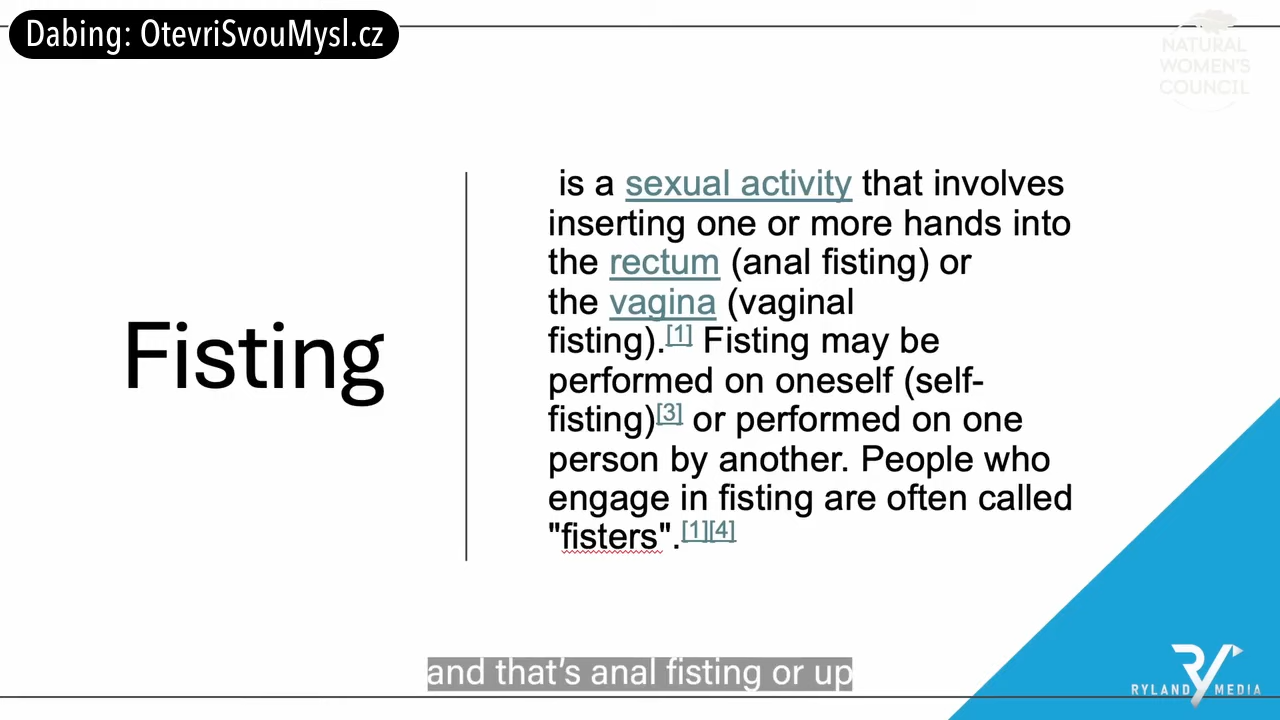 Dabing: OtevriSvouMysl.cz
NATURAL
WOMEN'S
COUNCIL
Fisting
is a sexual activity that involves
inserting one or more hands into
the rectum (anal fisting) or
the vagina (vaginal
fisting).[1] Fisting may be
performed on oneself (self-
fisting)[3] or performed on one
person by another. People who
engage in fisting are often called
"fisters".[1][4]
and that's anal fisting or up
RYLAND MEDIA